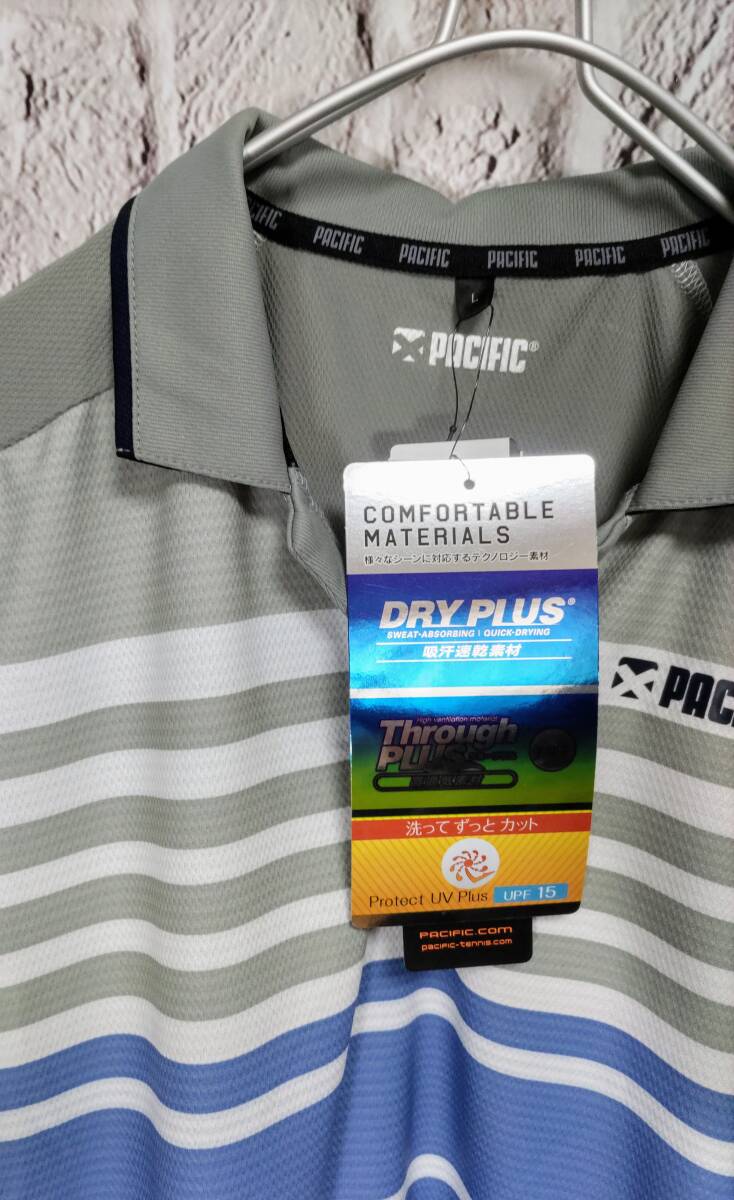 PACIFIC PACIFIC PACIFIC PACIFIC PACIFIC
L
PACIFIC®
COMFORTABLE
MATERIALS
様々なシーンに対応するテクノロジー素材
DRY PLUS®
SWEAT-ABSORBING | QUICK-DRYING
吸汗速乾素材
PAC
High ventilation material
Through
PLUS
洗って ずっと カット
Protect UV Plus UPF 15
PACIFIC.COM
pacific-tennis.com